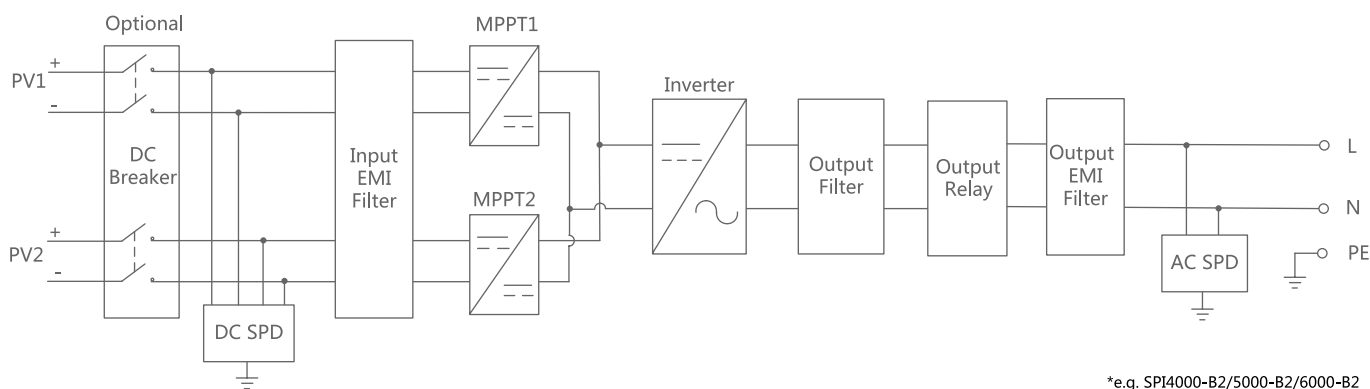 Optional
MPPT1
+
PV1
-
DC
Breaker
Input
EMI
Filter
Inverter
Output
Filter
Output
Relay
Output
EMI
Filter
L
N
PE
MPPT2
+
PV2
-
DC SPD
AC SPD
*e.g. SPI4000-B2/5000-B2/6000-B2